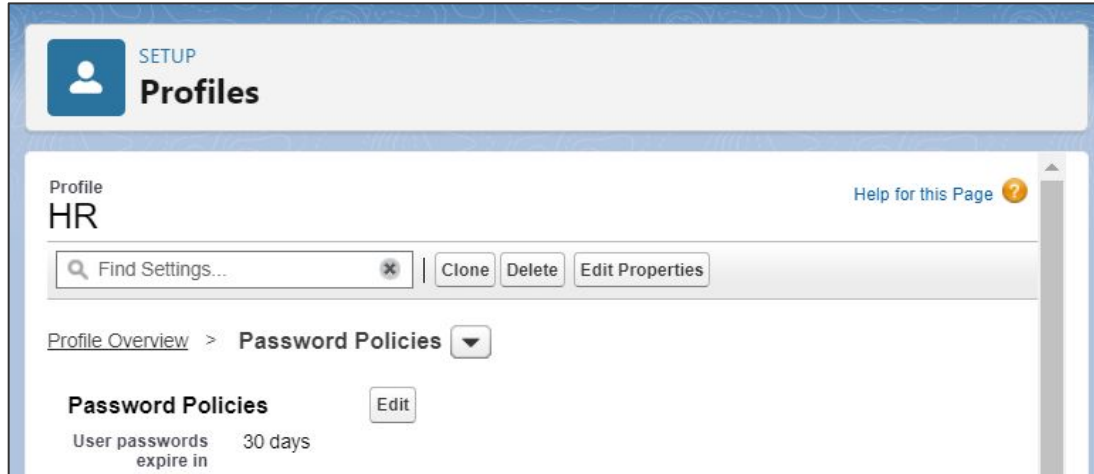 SETUP
Profiles
Profile
HR
Help for this Page
Find Settings...
Clone Delete Edit Properties
Profile Overview > Password Policies
Password Policies Edit
User passwords 30 days
expire in